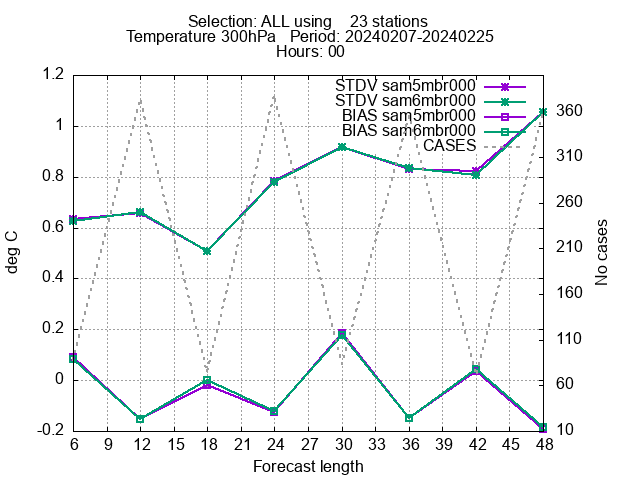 Selection: ALL using    23 stations
Temperature 300hPa   Period: 20240207-20240225
Hours: 00
STDV sam5mbr000
STDV sam6mbr000
BIAS sam5mbr000
BIAS sam6mbr000
CASES
1.2
1
0.8
0.6
0.4
0.2
0
-0.2
deg C
360
310
260
210
160
110
60
10
No cases
6 9 12 15 18 21 24 27 30 33 36 39 42 45 48
Forecast length